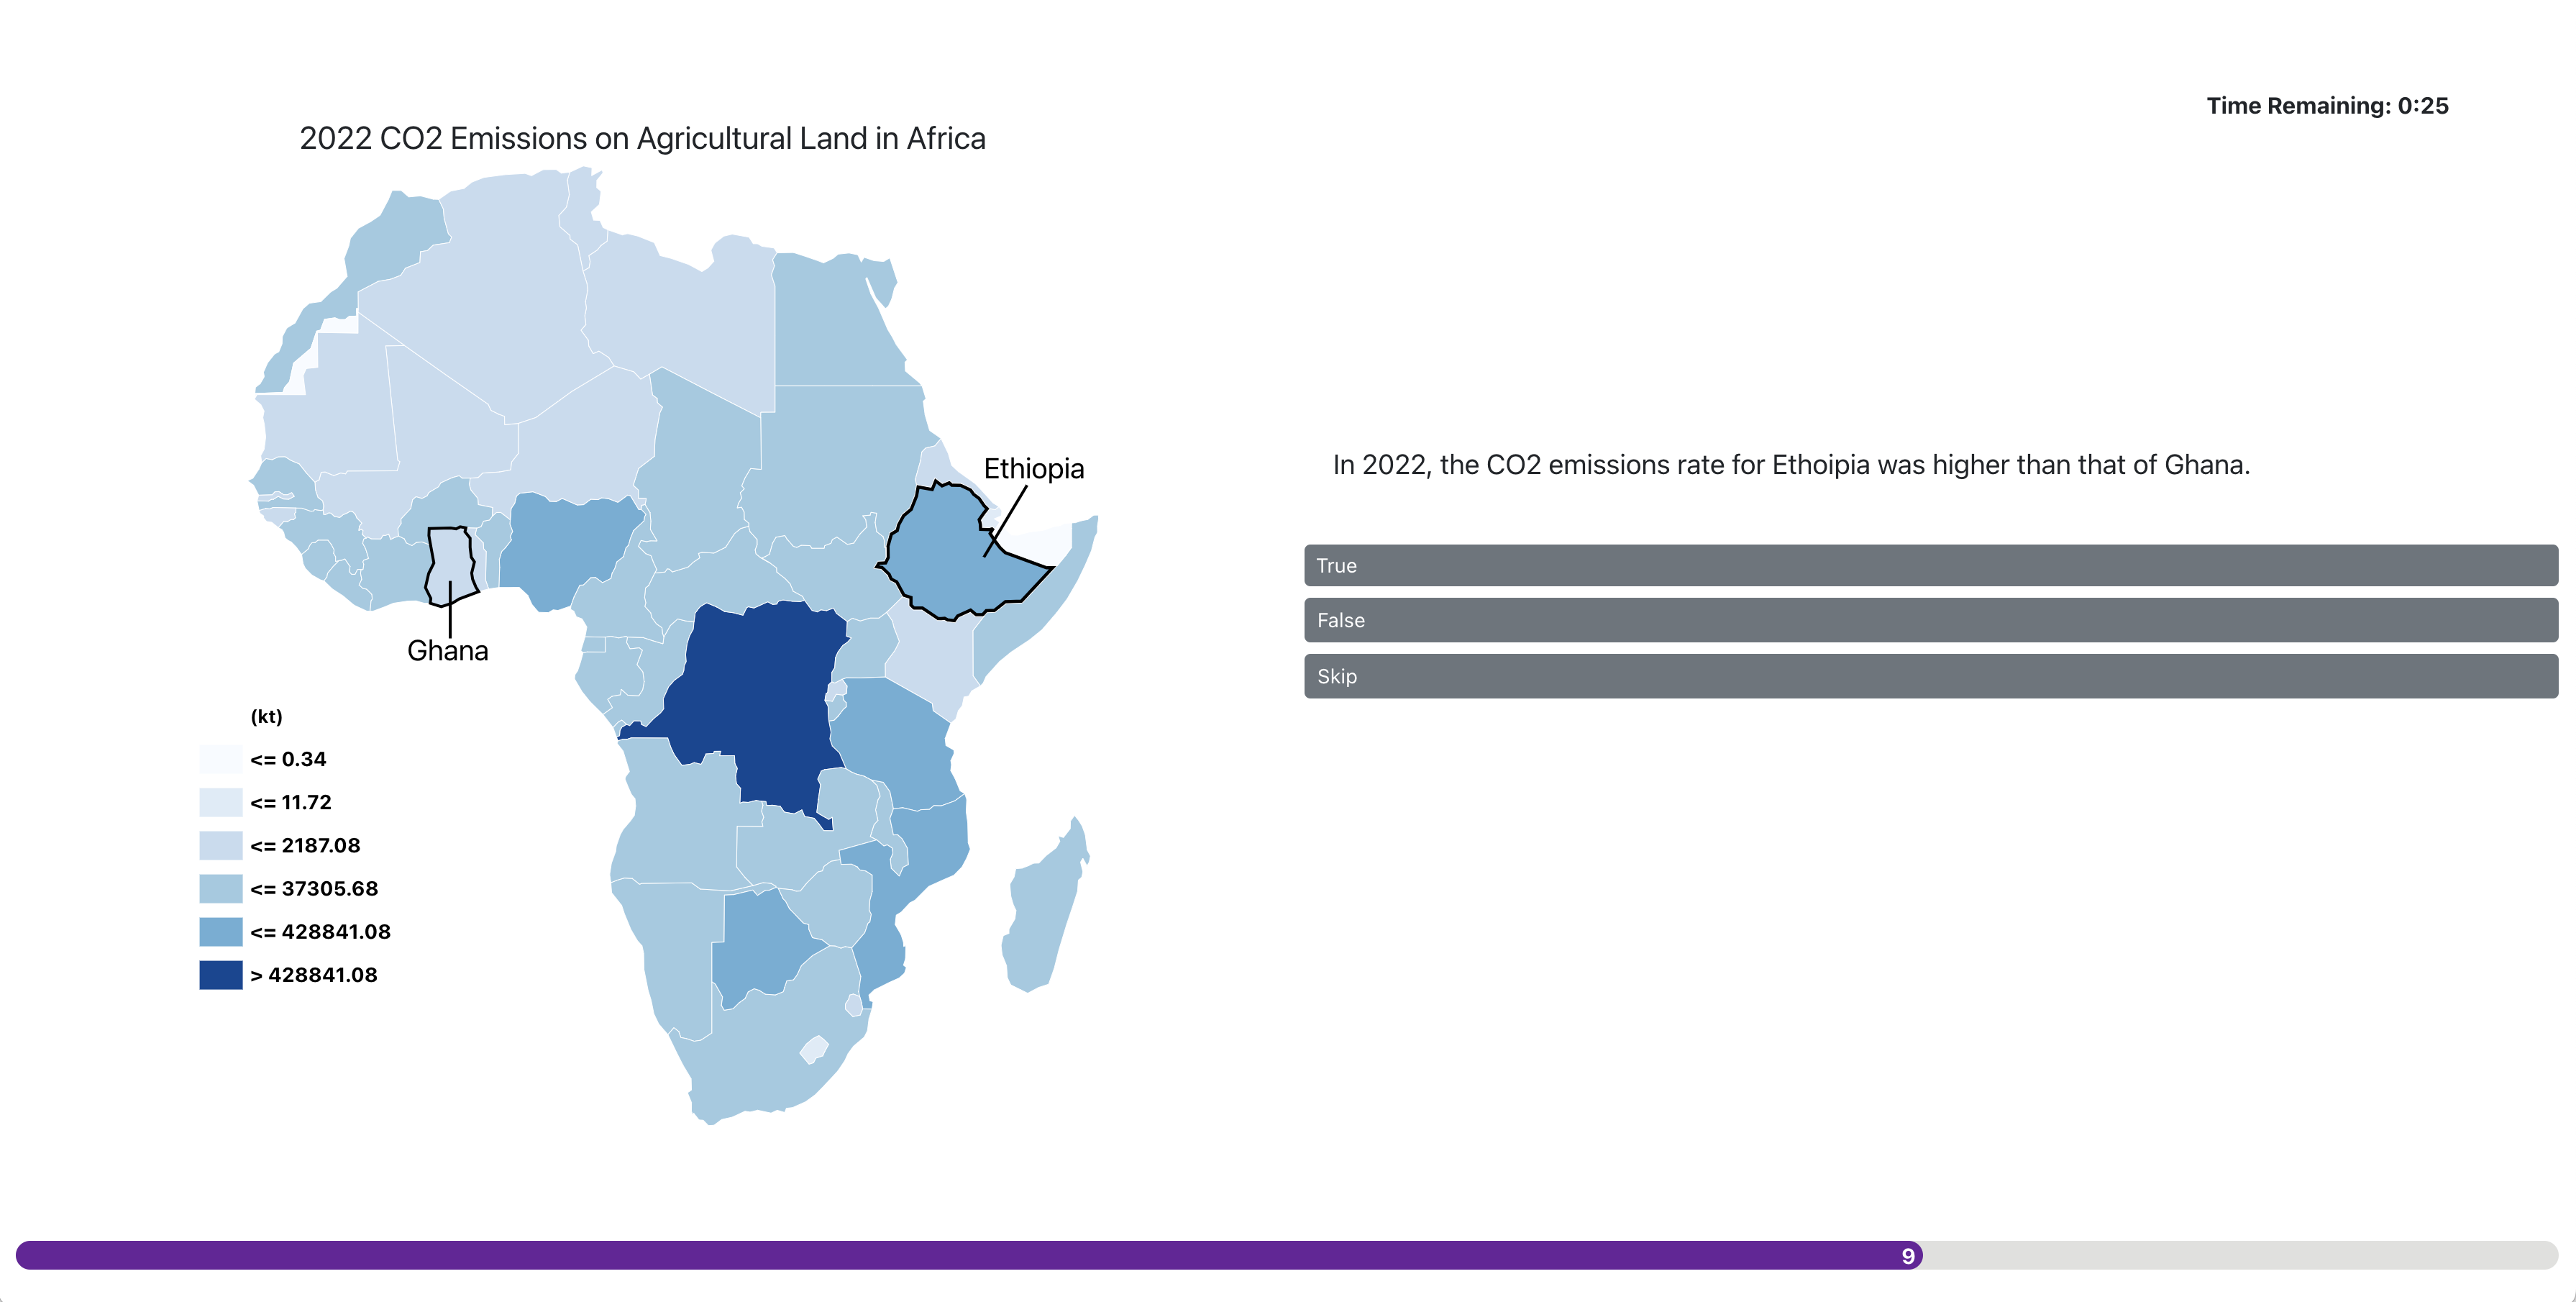 Time Remaining: 0:25
2022 CO2 Emissions on Agricultural Land in Africa
Ethiopia
Ghana
(kt)
<= 0.34
<= 11.72
<= 2187.08
<= 37305.68
<= 428841.08
> 428841.08
In 2022, the CO2 emissions rate for Ethoipia was higher than that of Ghana.
True
False
Skip
9